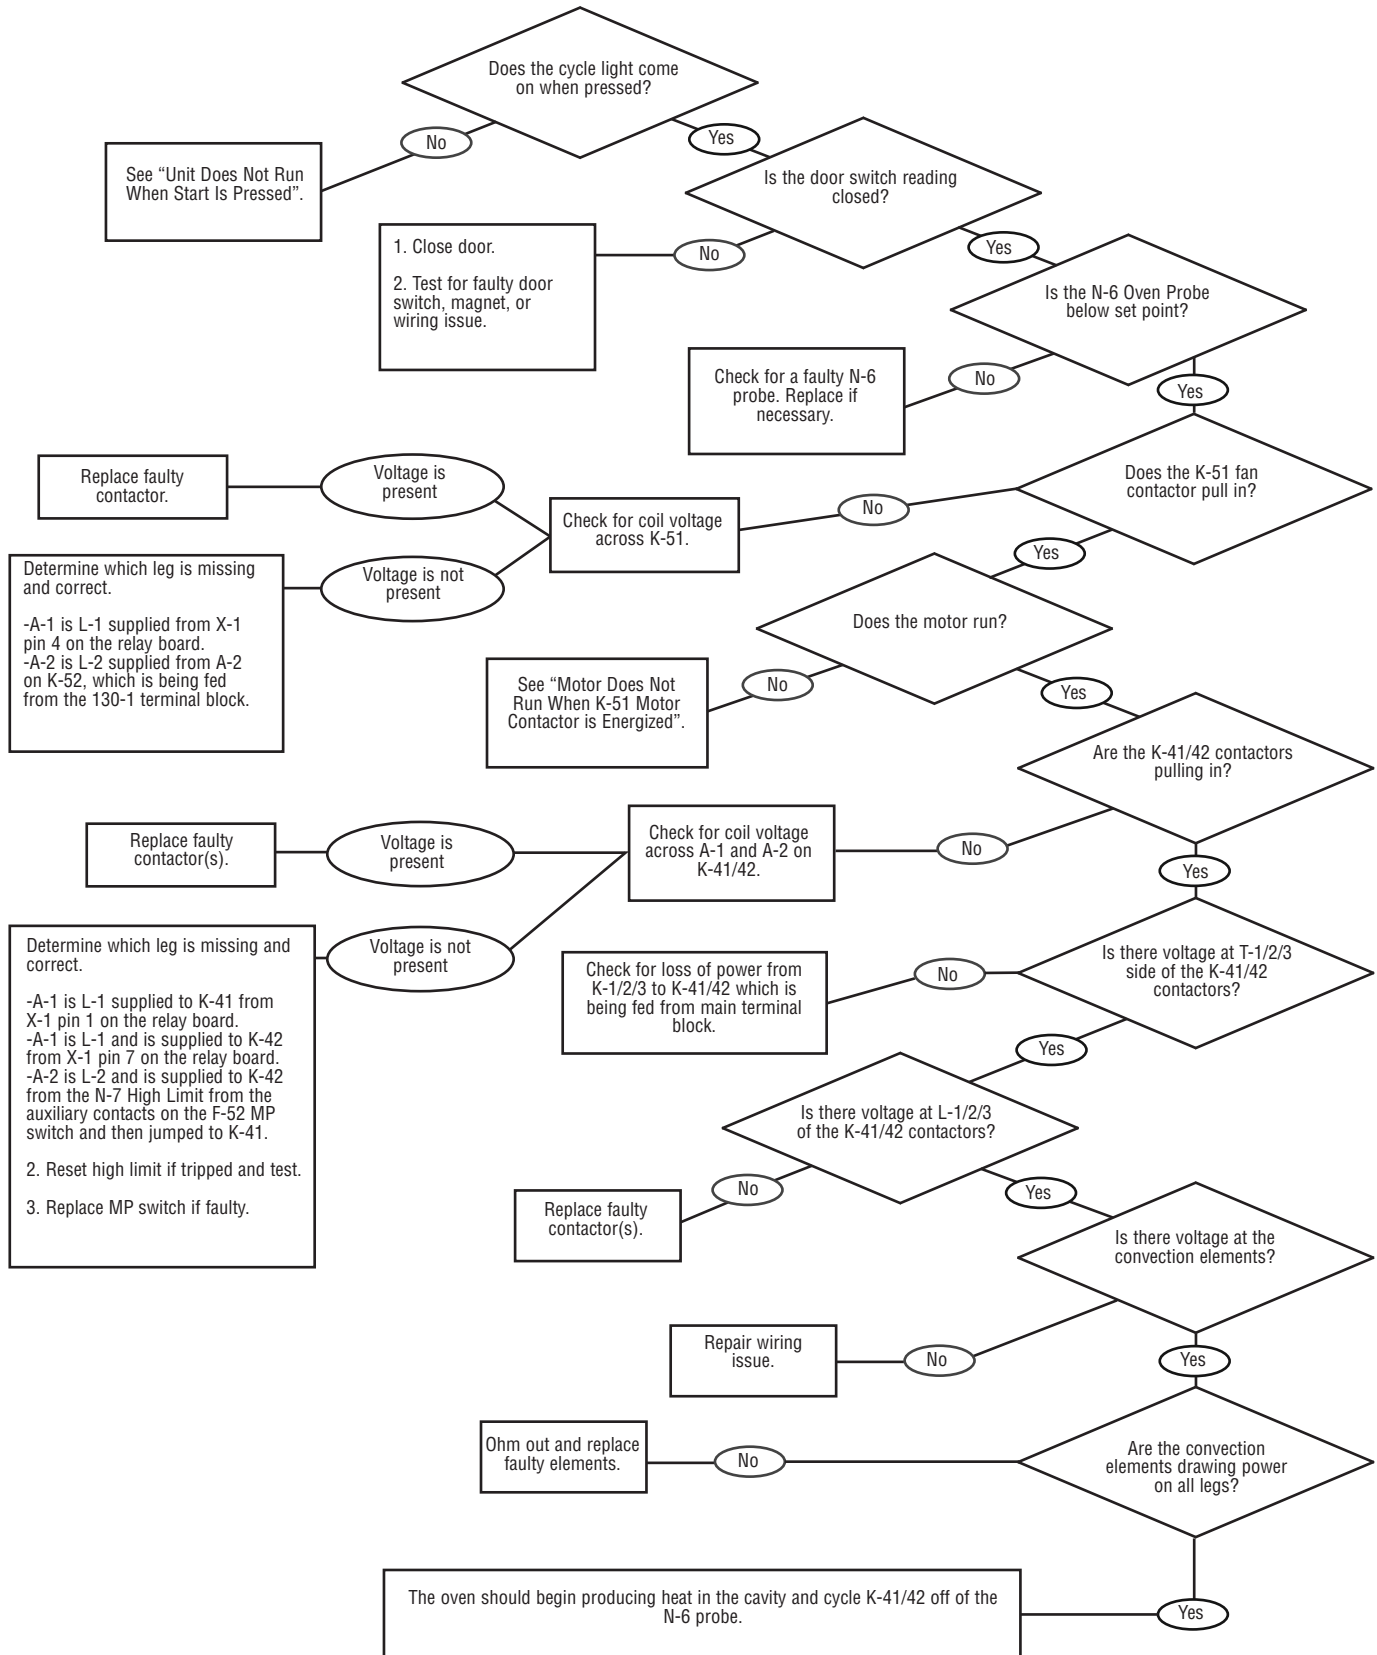 Does the cycle light come
on when pressed?
No
Yes
See “Unit Does Not Run
When Start Is Pressed”.
Is the door switch reading
closed?
No
Yes
1. Close door.
2. Test for faulty door
switch, magnet, or
wiring issue.
Is the N-6 Oven Probe
below set point?
No
Yes
Check for a faulty N-6
probe. Replace if
necessary.
Does the K-51 fan
contactor pull in?
No
Yes
Check for coil voltage
across K-51.
Voltage is
present
Replace faulty
contactor.
Voltage is not
present
Determine which leg is missing
and correct.
-A-1 is L-1 supplied from X-1
pin 4 on the relay board.
-A-2 is L-2 supplied from A-2
on K-52, which is being fed
from the 130-1 terminal block.
Does the motor run?
No
Yes
See “Motor Does Not
Run When K-51 Motor
Contactor is Energized”.
Are the K-41/42 contactors
pulling in?
No
Yes
Check for coil voltage
across A-1 and A-2 on
K-41/42.
Voltage is
present
Replace faulty
contactor(s).
Voltage is not
present
Determine which leg is missing and
correct.
-A-1 is L-1 supplied to K-41 from
X-1 pin 1 on the relay board.
-A-1 is L-1 and is supplied to K-42
from X-1 pin 7 on the relay board.
-A-2 is L-2 and is supplied to K-42
from the N-7 High Limit from the
auxiliary contacts on the F-52 MP
switch and then jumped to K-41.
2. Reset high limit if tripped and test.
3. Replace MP switch if faulty.
Is there voltage at T-1/2/3
side of the K-41/42
contactors?
No
Yes
Check for loss of power from
K-1/2/3 to K-41/42 which is
being fed from main terminal
block.
Is there voltage at L-1/2/3
of the K-41/42 contactors?
No
Yes
Replace faulty
contactor(s).
Is there voltage at the
convection elements?
No
Yes
Repair wiring
issue.
Are the convection
elements drawing power
on all legs?
No
Yes
Ohm out and replace
faulty elements.
The oven should begin producing heat in the cavity and cycle K-41/42 off of the
N-6 probe.